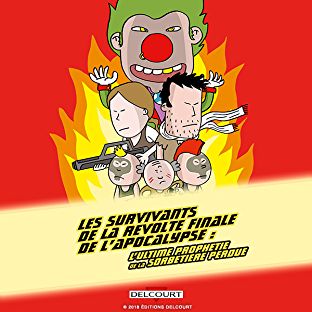 LES SURVIVANTS
DE LA RÉVOLTE FINALE
DE L'APOCALYPSE :
L'ULTIME PROPHÉTIE
DE LA SORBETIÈRE PERDUE
DELCOURT
© 2018 ÉDITIONS DELCOURT